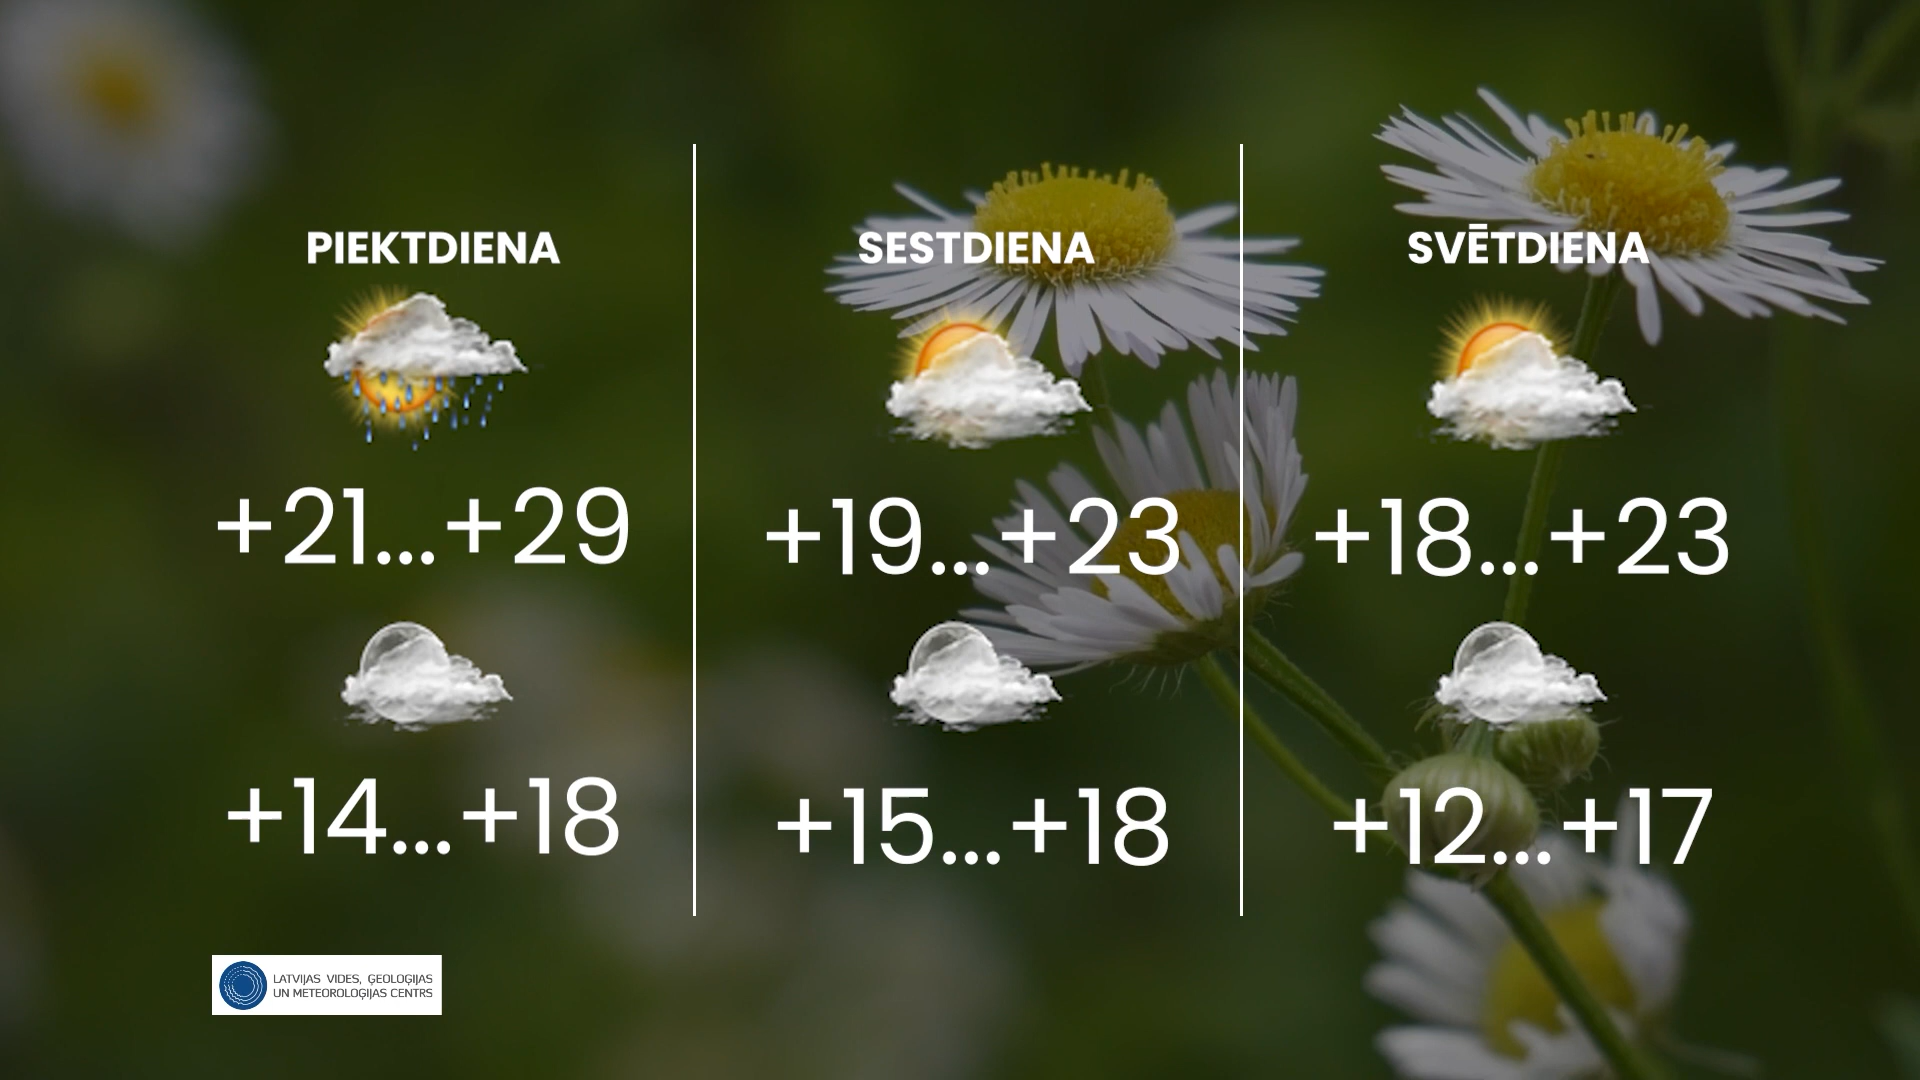 PIEKTDIENA
+21...+29
+14...+18
SESTDIENA
+19...+23
+15...+18
SVĒTDIENA
+18...+23
+12...+17
LATVIJAS VIDES, ĢEOLOĢIJAS
UN METEOROLOĢIJAS CENTRS